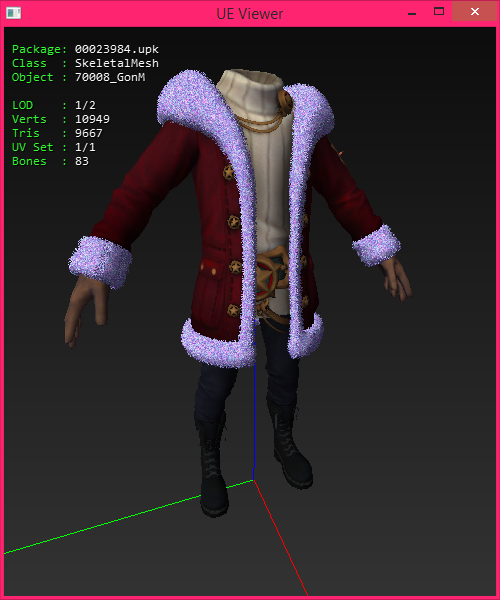 UE Viewer
Package: 00023984.upk
Class : SkeletalMesh
Object : 70008_GonM
LOD : 1/2
Verts : 10949
Tris : 9667
UV Set : 1/1
Bones : 83